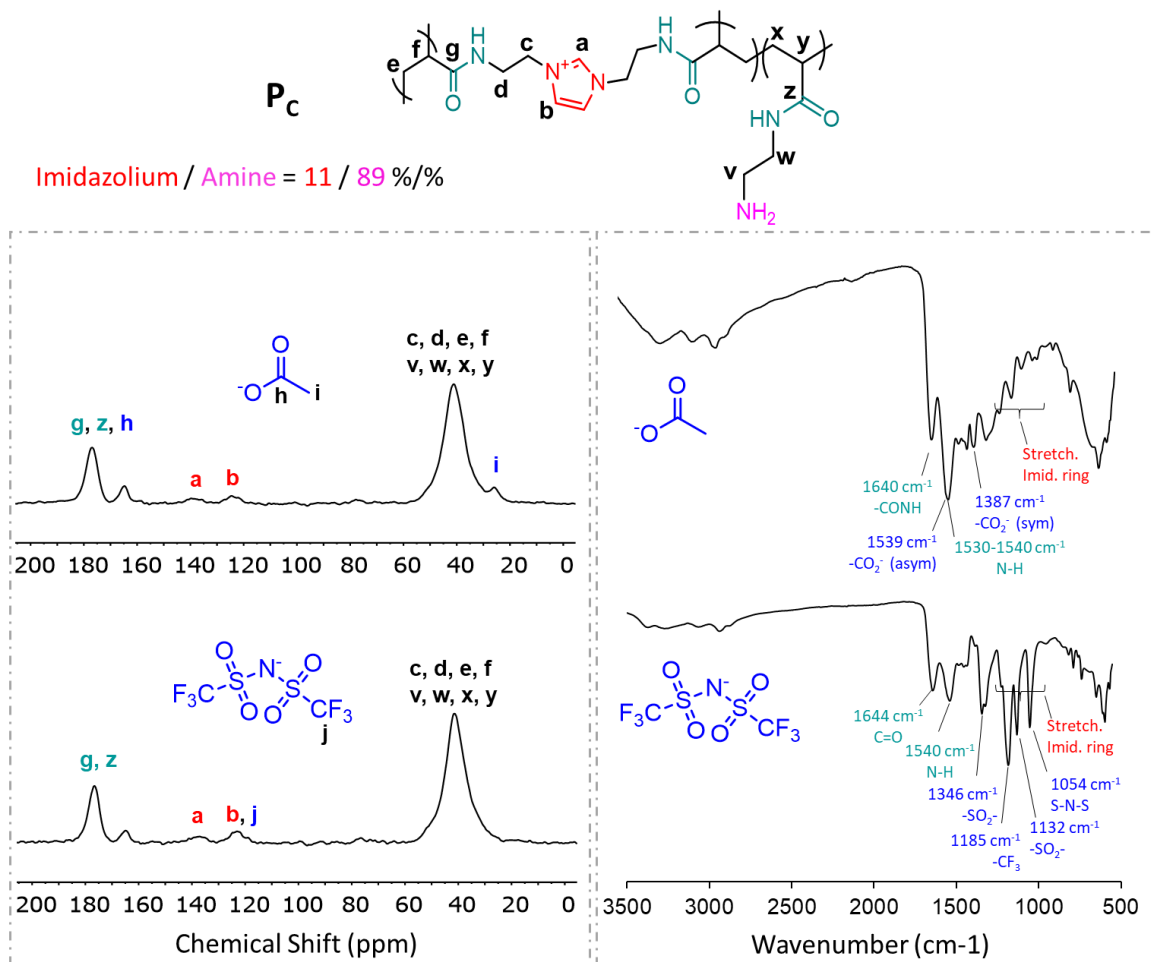 P_C
Imidazolium / Amine = 11 / 89 %/%
e
f
g
H
N
O
d
c
N⁺
a
b
N
H
N
O
x
y
z
HN
O
w
v
NH₂
⁻O
O
h
i
g, z, h
a
b
c, d, e, f
v, w, x, y
i
200 180 160 140 120 100 80 60 40 20 0
F₃C
O
S
O
N⁻
O
S
O
CF₃
j
g, z
a
b, j
c, d, e, f
v, w, x, y
200 180 160 140 120 100 80 60 40 20 0
Chemical Shift (ppm)
⁻O
O
1640 cm⁻¹
-CONH
1539 cm⁻¹
-CO₂⁻ (asym)
1530-1540 cm⁻¹
N-H
1387 cm⁻¹
-CO₂⁻ (sym)
Stretch.
Imid. ring
F₃C
O
S
O
N⁻
O
S
O
CF₃
1644 cm⁻¹
C=O
1540 cm⁻¹
N-H
1346 cm⁻¹
-SO₂-
1185 cm⁻¹
-CF₃
1132 cm⁻¹
-SO₂-
1054 cm⁻¹
S-N-S
Stretch.
Imid. ring
3500 3000 2500 2000 1500 1000 500
Wavenumber (cm-1)